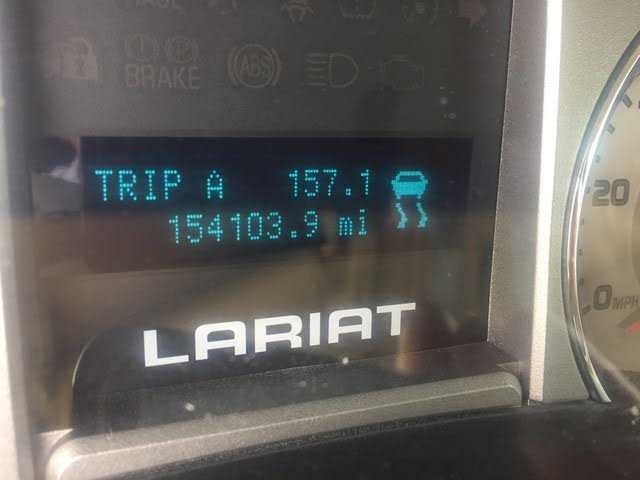 BRAKE
ABS
TRIP A 157.1
154103.9 mi
LARIAT
20
0 MPH